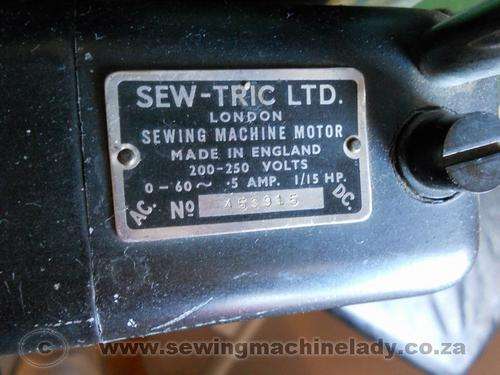 SEW-TRIC LTD.
LONDON
SEWING MACHINE MOTOR
MADE IN ENGLAND
200-250 VOLTS
0-60~ .5 AMP. 1/15 HP.
AC. Nº 453915 DC.
© www.sewingmachinelady.co.za